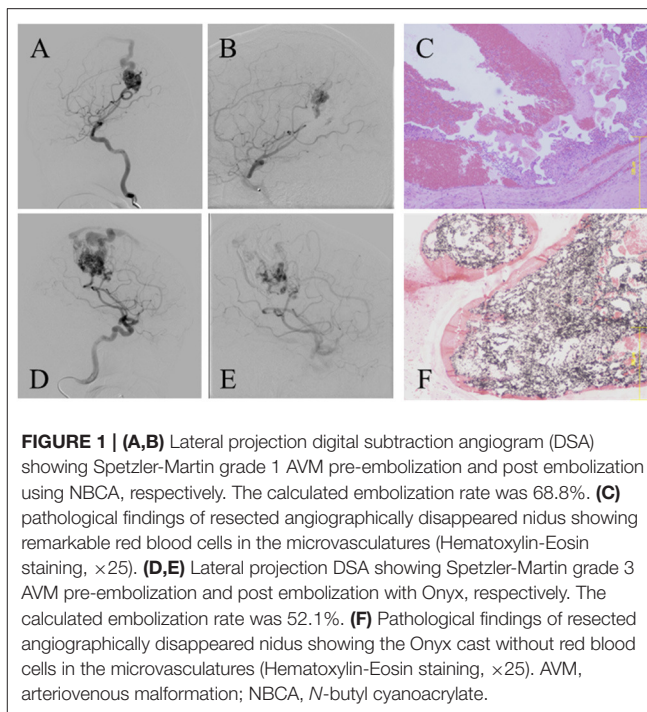 A
B
C
D
E
F
FIGURE 1 | (A,B) Lateral projection digital subtraction angiogram (DSA)
showing Spetzler-Martin grade 1 AVM pre-embolization and post embolization
using NBCA, respectively. The calculated embolization rate was 68.8%. (C)
pathological findings of resected angiographically disappeared nidus showing
remarkable red blood cells in the microvasculatures (Hematoxylin-Eosin
staining, ×25). (D,E) Lateral projection DSA showing Spetzler-Martin grade 3
AVM pre-embolization and post embolization with Onyx, respectively. The
calculated embolization rate was 52.1%. (F) Pathological findings of resected
angiographically disappeared nidus showing the Onyx cast without red blood
cells in the microvasculatures (Hematoxylin-Eosin staining, ×25). AVM,
arteriovenous malformation; NBCA, N-butyl cyanoacrylate.